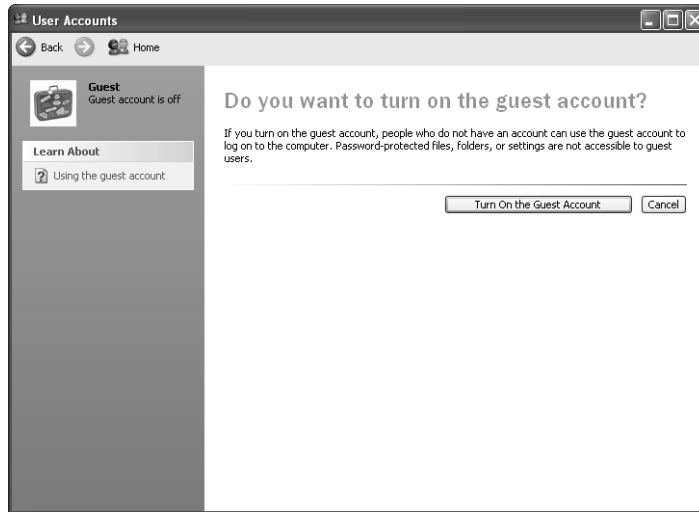 User Accounts
Back Home
Guest
Guest account is off
Learn About
Using the guest account
Do you want to turn on the guest account?
If you turn on the guest account, people who do not have an account can use the guest account to
log on to the computer. Password-protected files, folders, or settings are not accessible to guest
users.
Turn On the Guest Account Cancel